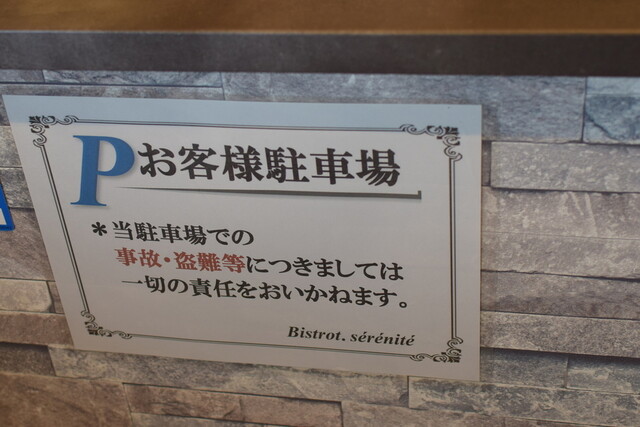 Pお客様駐車場
*当駐車場での
事故・盗難等につきましては
一切の責任をおいかねます。
Bistrot. sérénité